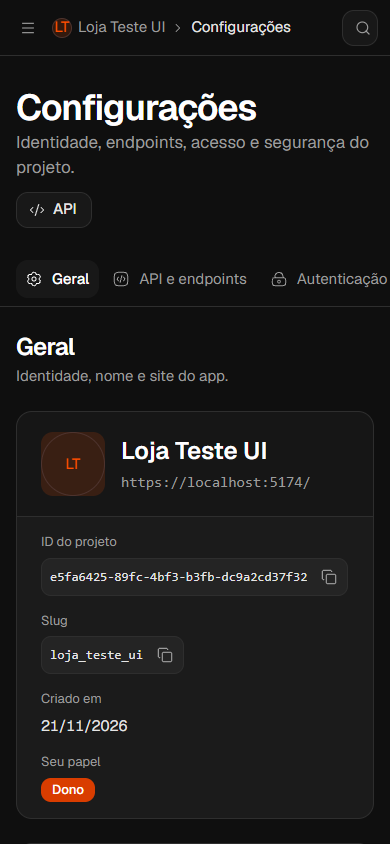 LT Loja Teste UI > Configurações
Configurações
Identidade, endpoints, acesso e segurança do
projeto.
</> API
Geral API e endpoints Autenticação
Geral
Identidade, nome e site do app.
LT Loja Teste UI
https://localhost:5174/
ID do projeto
e5fa6425-89fc-4bf3-b3fb-dc9a2cd37f32
Slug
loja_teste_ui
Criado em
21/11/2026
Seu papel
Dono